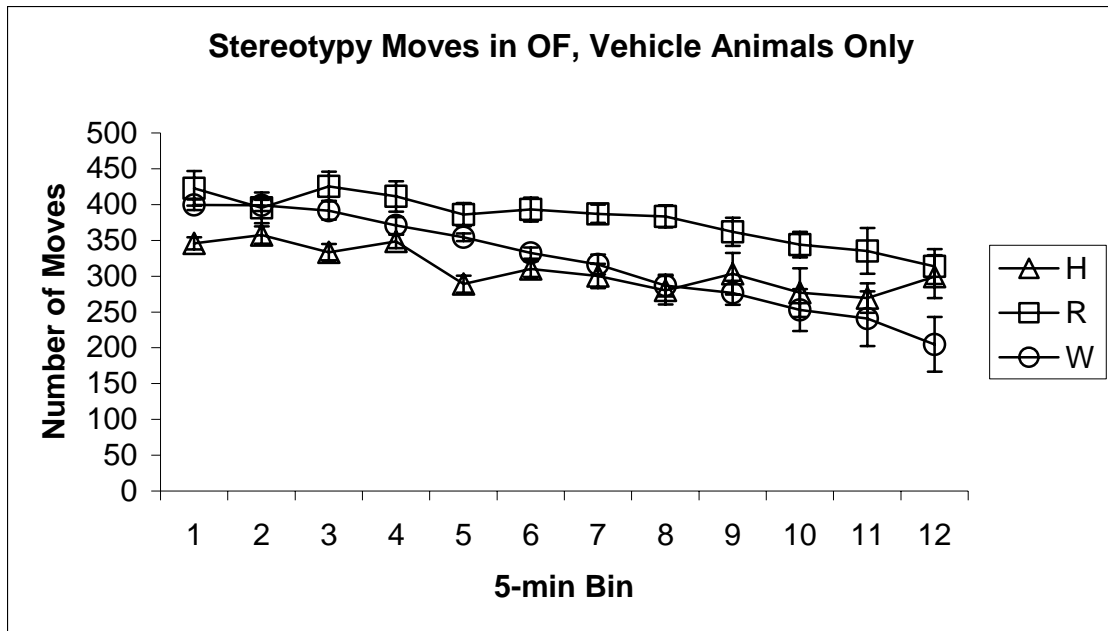 Stereotypy Moves in OF, Vehicle Animals Only
Number of Moves
500
450
400
350
300
250
200
150
100
50
0
1 2 3 4 5 6 7 8 9 10 11 12
5-min Bin
H
R
W